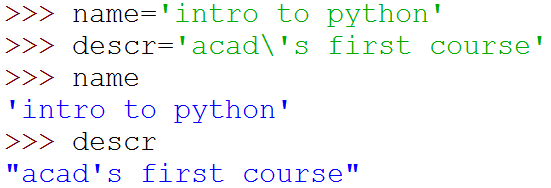 >>> name='intro to python'
>>> descr='acad\'s first course'
>>> name
'intro to python'
>>> descr
"acad's first course"